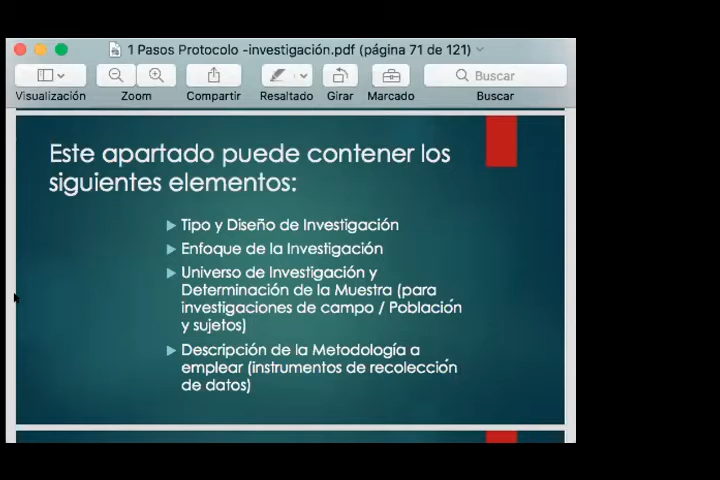 1 Pasos Protocolo -investigación.pdf (página 71 de 121)
Buscar
Visualización Zoom Compartir Resaltado Girar Marcado Buscar
Este apartado puede contener los
siguientes elementos:
Tipo y Diseño de Investigación
Enfoque de la Investigación
Universo de Investigación y
Determinación de la Muestra (para
investigaciones de campo / Población
y sujetos)
Descripción de la Metodología a
emplear (instrumentos de recolección
de datos)